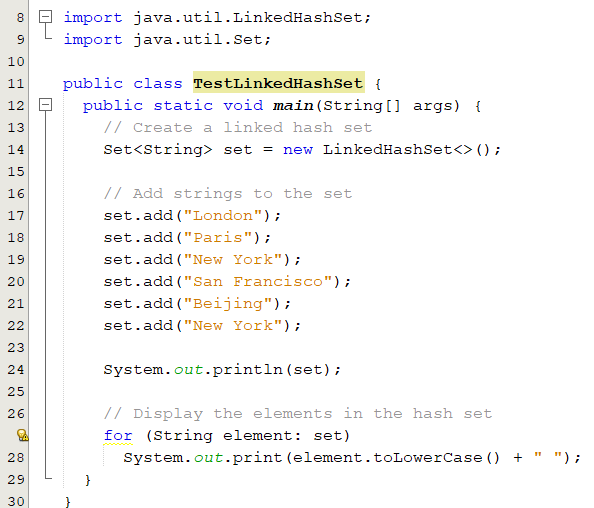 8 import java.util.LinkedHashSet;
9 import java.util.Set;
10
11 public class TestLinkedHashSet {
12 public static void main(String[] args) {
13 // Create a linked hash set
14 Set<String> set = new LinkedHashSet<>();
15
16 // Add strings to the set
17 set.add("London");
18 set.add("Paris");
19 set.add("New York");
20 set.add("San Francisco");
21 set.add("Beijing");
22 set.add("New York");
23
24 System.out.println(set);
25
26 // Display the elements in the hash set
for (String element: set)
28 System.out.print(element.toLowerCase() + " ");
29 }
30 }